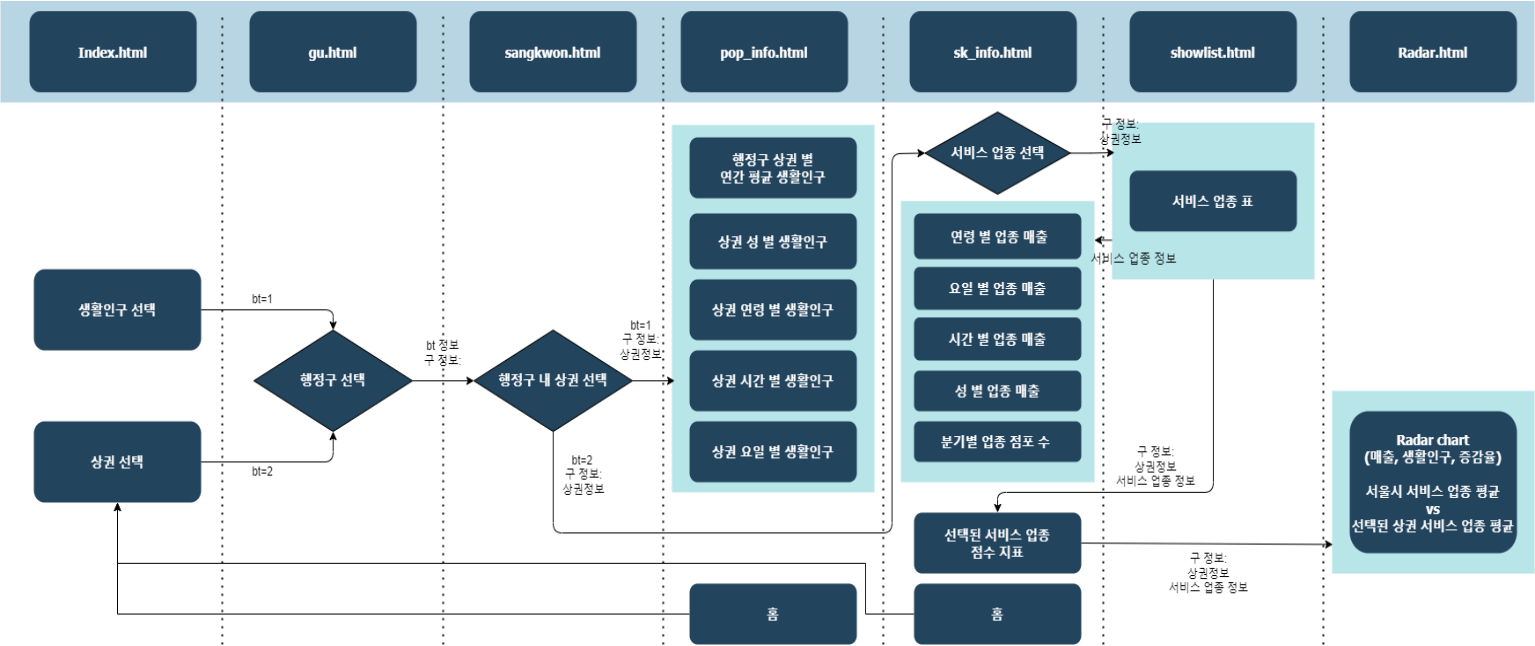 Index.html
gu.html
sangkwon.html
pop_info.html
sk_info.html
showlist.html
Radar.html
생활인구 선택
상권 선택
bt=1
bt=2
행정구 선택
bt 정보
구 정보:
행정구 내 상권 선택
bt=1
구 정보:
상권정보
bt=2
구 정보:
상권정보
행정구 상권 별
연간 평균 생활인구
상권 성 별 생활인구
상권 연령 별 생활인구
상권 시간 별 생활인구
상권 요일 별 생활인구
홈
서비스 업종 선택
구 정보:
상권정보
연령 별 업종 매출
요일 별 업종 매출
시간 별 업종 매출
성 별 업종 매출
분기별 업종 점포 수
선택된 서비스 업종
점수 지표
홈
서비스 업종 표
서비스 업종 정보
구 정보:
상권정보
서비스 업종 정보
구 정보:
상권정보
서비스 업종 정보
Radar chart
(매출, 생활인구, 증감율)
서울시 서비스 업종 평균
vs
선택된 상권 서비스 업종 평균